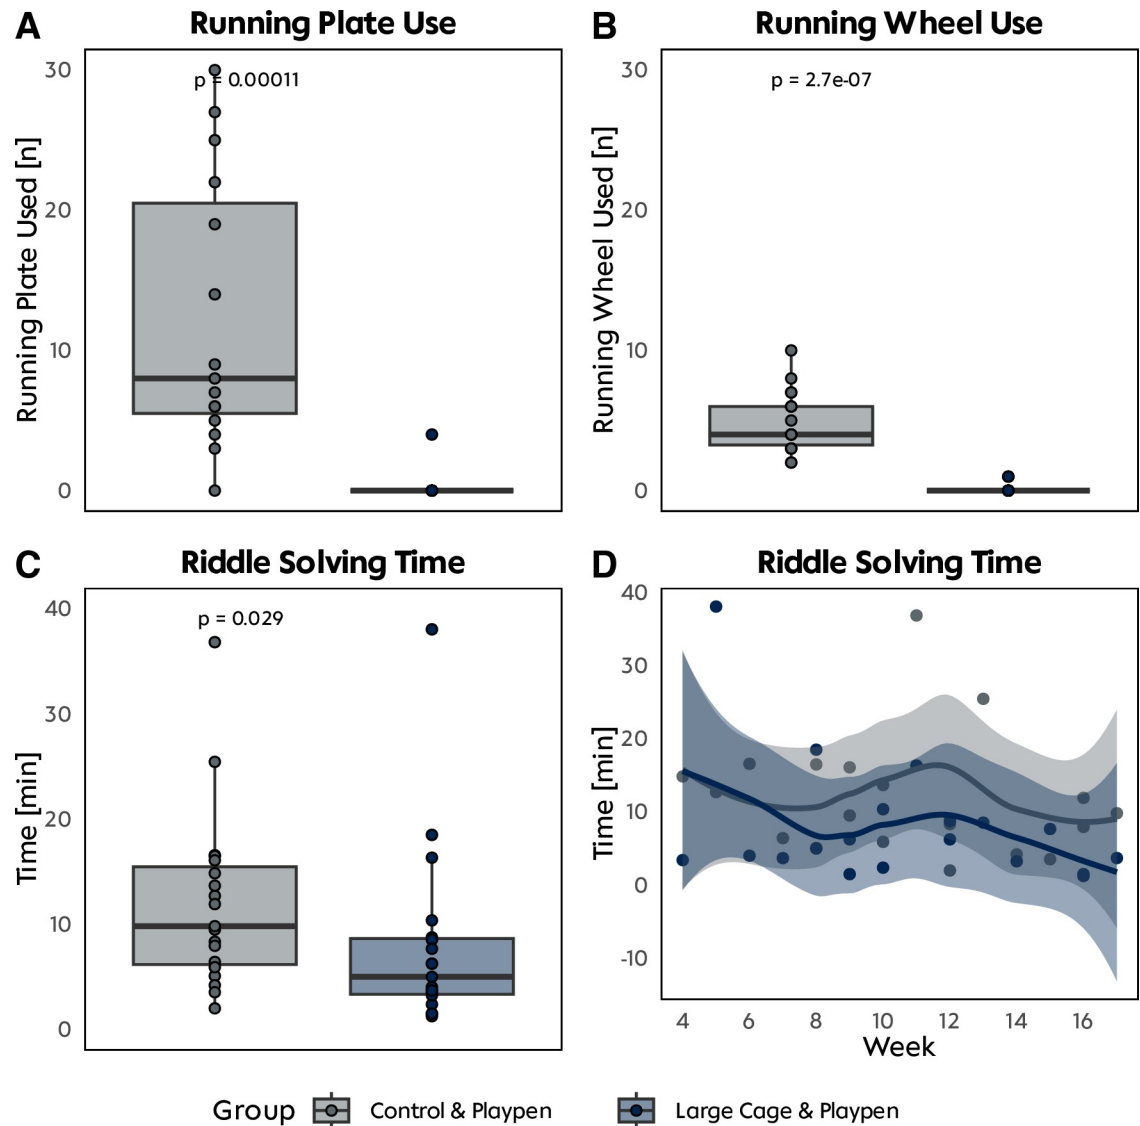 A
Running Plate Use
Running Plate Used [n]
30
20
10
0
p = 0.00011
B
Running Wheel Use
Running Wheel Used [n]
30
20
10
0
p = 2.7e-07
C
Riddle Solving Time
Time [min]
40
30
20
10
0
p = 0.029
D
Riddle Solving Time
Time [min]
40
30
20
10
0
-10
4 6 8 10 12 14 16
Week
Group Control & Playpen Large Cage & Playpen